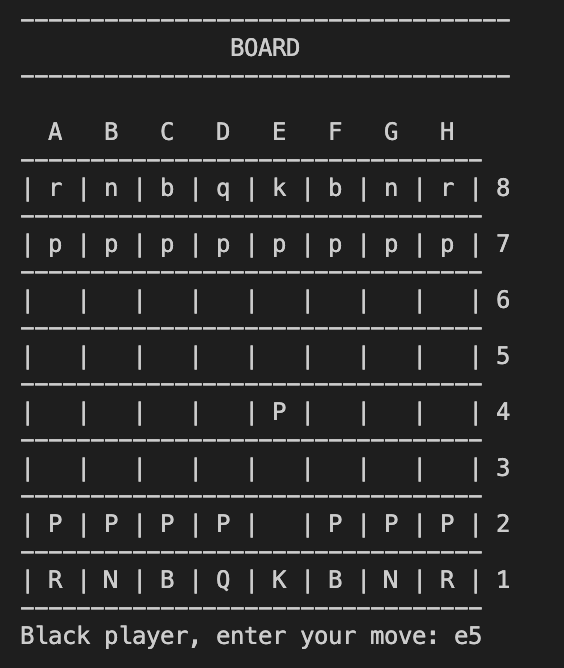 -----------------------------------
BOARD
-----------------------------------
A B C D E F G H
---------------------------------
| r | n | b | q | k | b | n | r | 8
---------------------------------
| p | p | p | p | p | p | p | p | 7
---------------------------------
|   |   |   |   |   |   |   |   | 6
---------------------------------
|   |   |   |   |   |   |   |   | 5
---------------------------------
|   |   |   |   | P |   |   |   | 4
---------------------------------
|   |   |   |   |   |   |   |   | 3
---------------------------------
| P | P | P | P |   | P | P | P | 2
---------------------------------
| R | N | B | Q | K | B | N | R | 1
---------------------------------
Black player, enter your move: e5